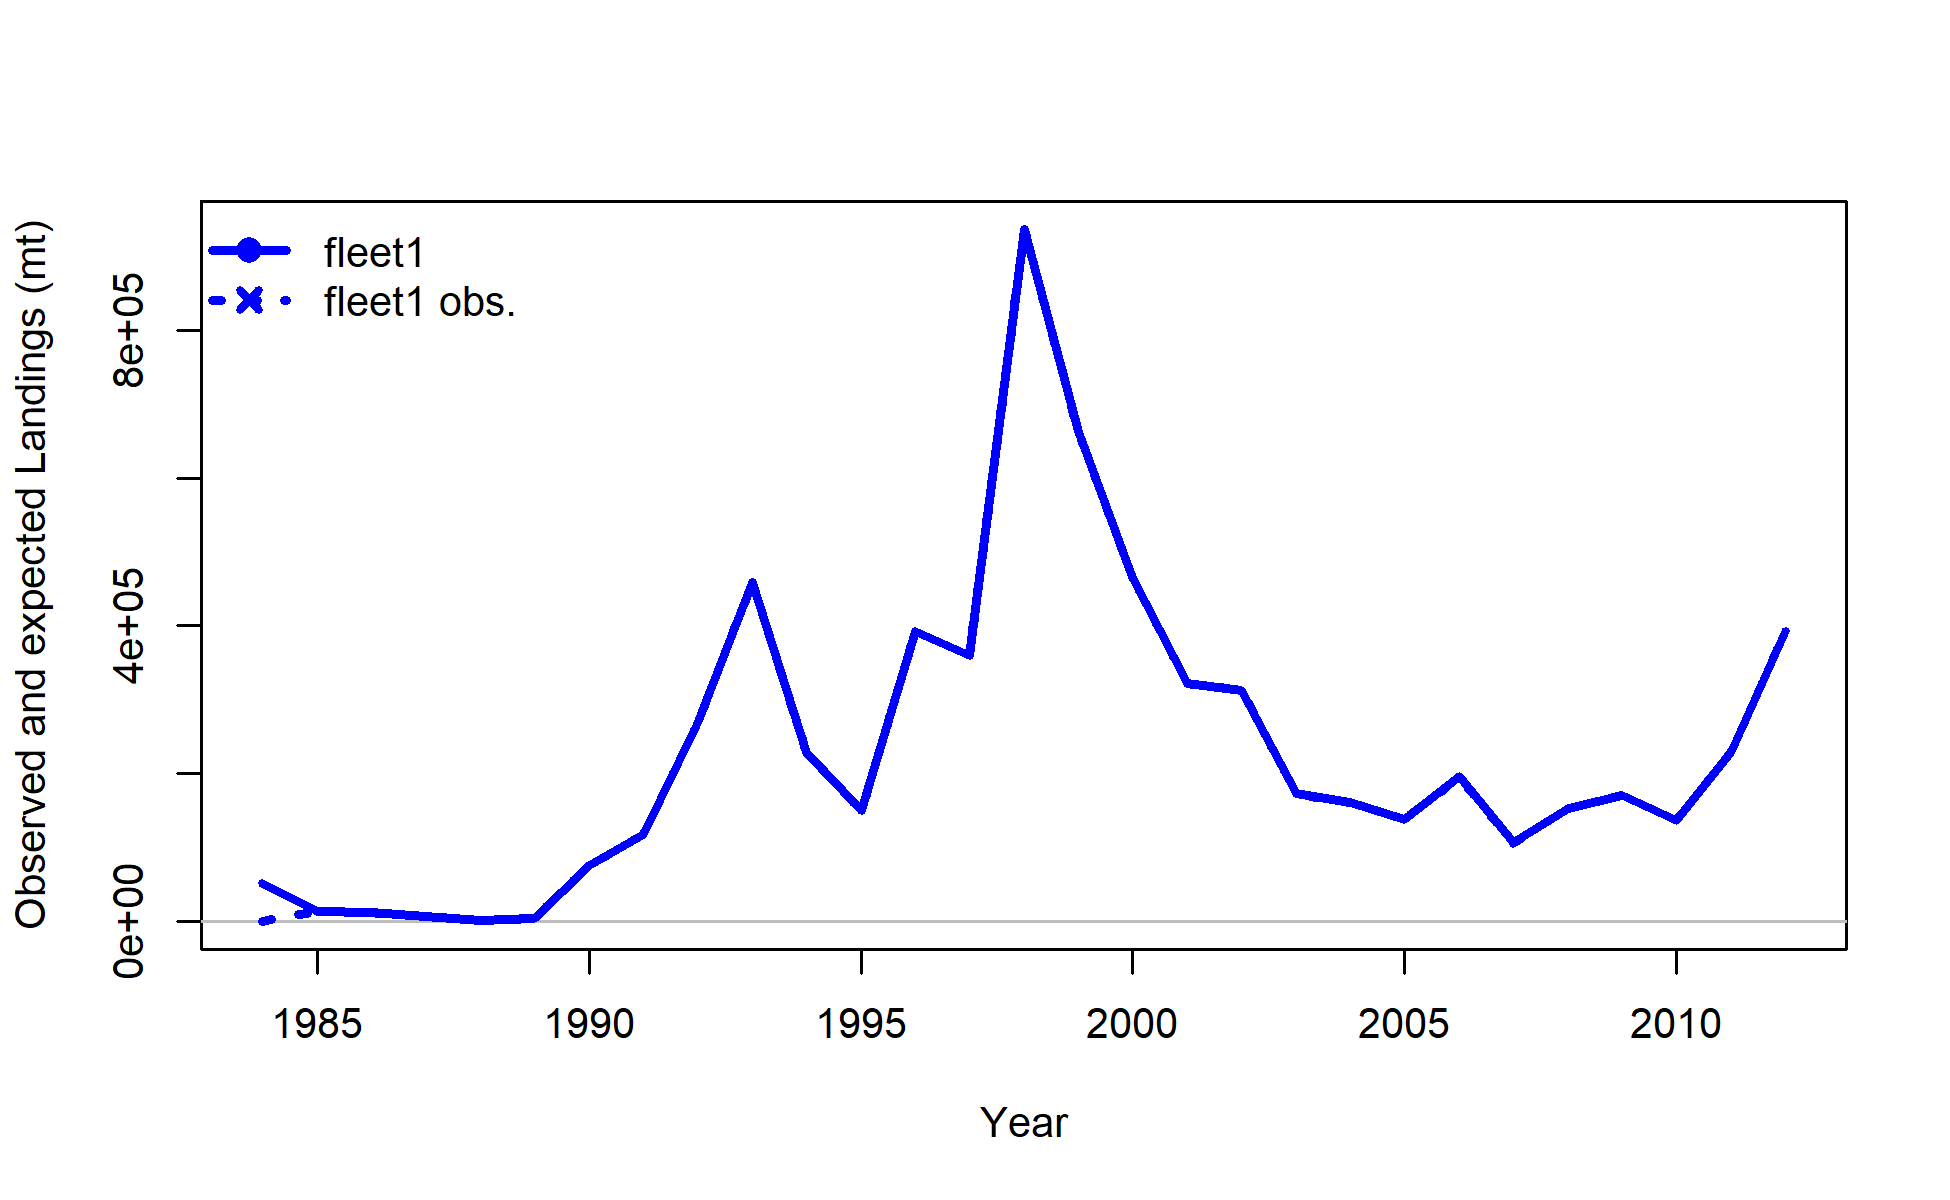 fleet1
fleet1 obs.
Observed and expected Landings (mt)
8e+05
4e+05
0e+00
1985 1990 1995 2000 2005 2010
Year